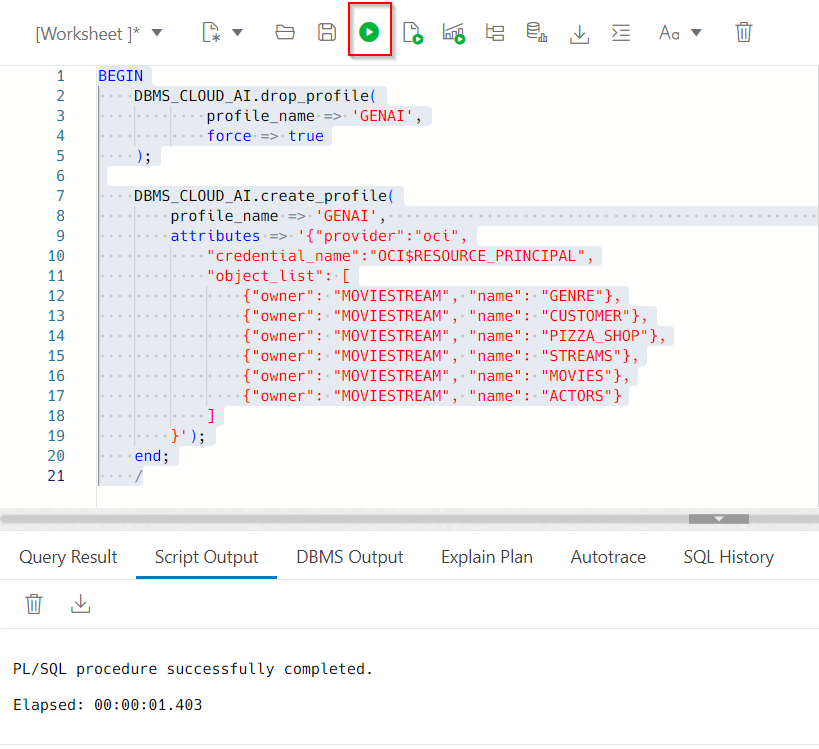 [Worksheet ]*
Aa
1 BEGIN
2     DBMS_CLOUD_AI.drop_profile(
3             profile_name => 'GENAI',
4             force => true
5     );
6
7     DBMS_CLOUD_AI.create_profile(
8         profile_name => 'GENAI',
9         attributes => '{"provider":"oci",
10             "credential_name":"OCI$RESOURCE_PRINCIPAL",
11             "object_list": [
12                 {"owner": "MOVIESTREAM", "name": "GENRE"},
13                 {"owner": "MOVIESTREAM", "name": "CUSTOMER"},
14                 {"owner": "MOVIESTREAM", "name": "PIZZA_SHOP"},
15                 {"owner": "MOVIESTREAM", "name": "STREAMS"},
16                 {"owner": "MOVIESTREAM", "name": "MOVIES"},
17                 {"owner": "MOVIESTREAM", "name": "ACTORS"}
18             ]
19         }');
20     end;
21     /
Query Result Script Output DBMS Output Explain Plan Autotrace SQL History
PL/SQL procedure successfully completed.
Elapsed: 00:00:01.403